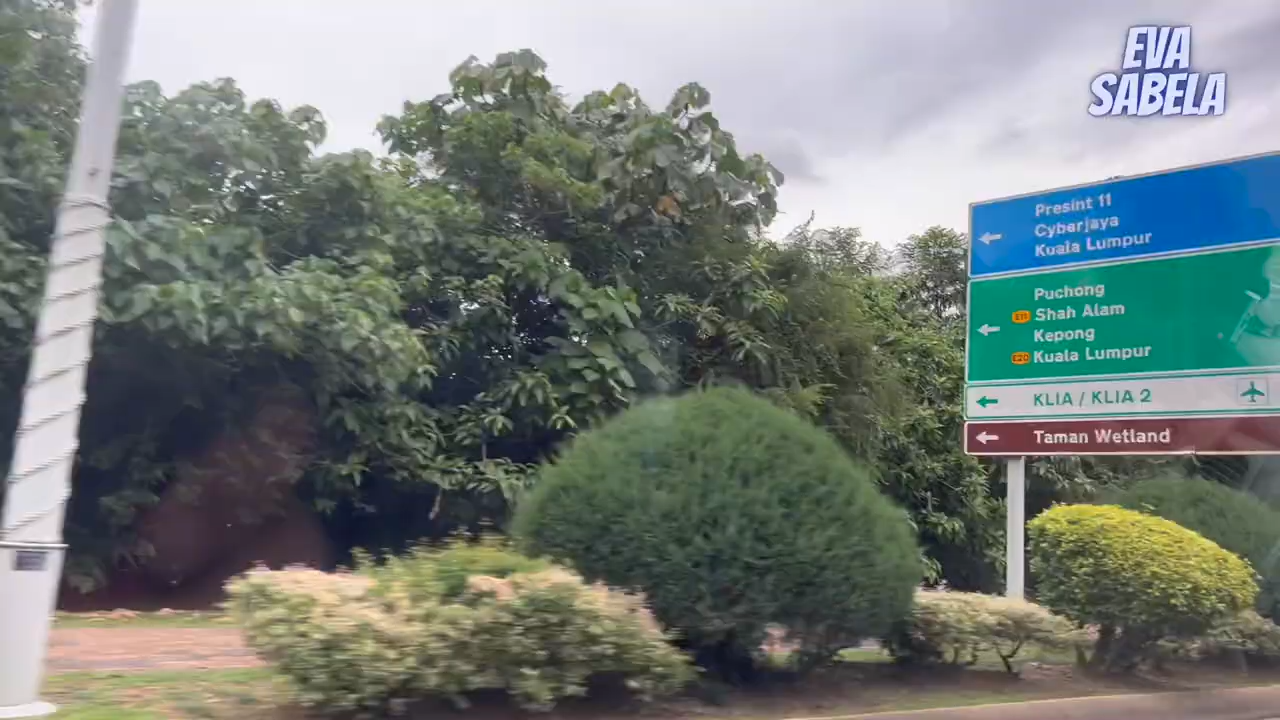 EVA
SABELA
Presint 11
Cyberjaya
Kuala Lumpur
Puchong
E11 Shah Alam
Kepong
E20 Kuala Lumpur
KLIA / KLIA 2
Taman Wetland